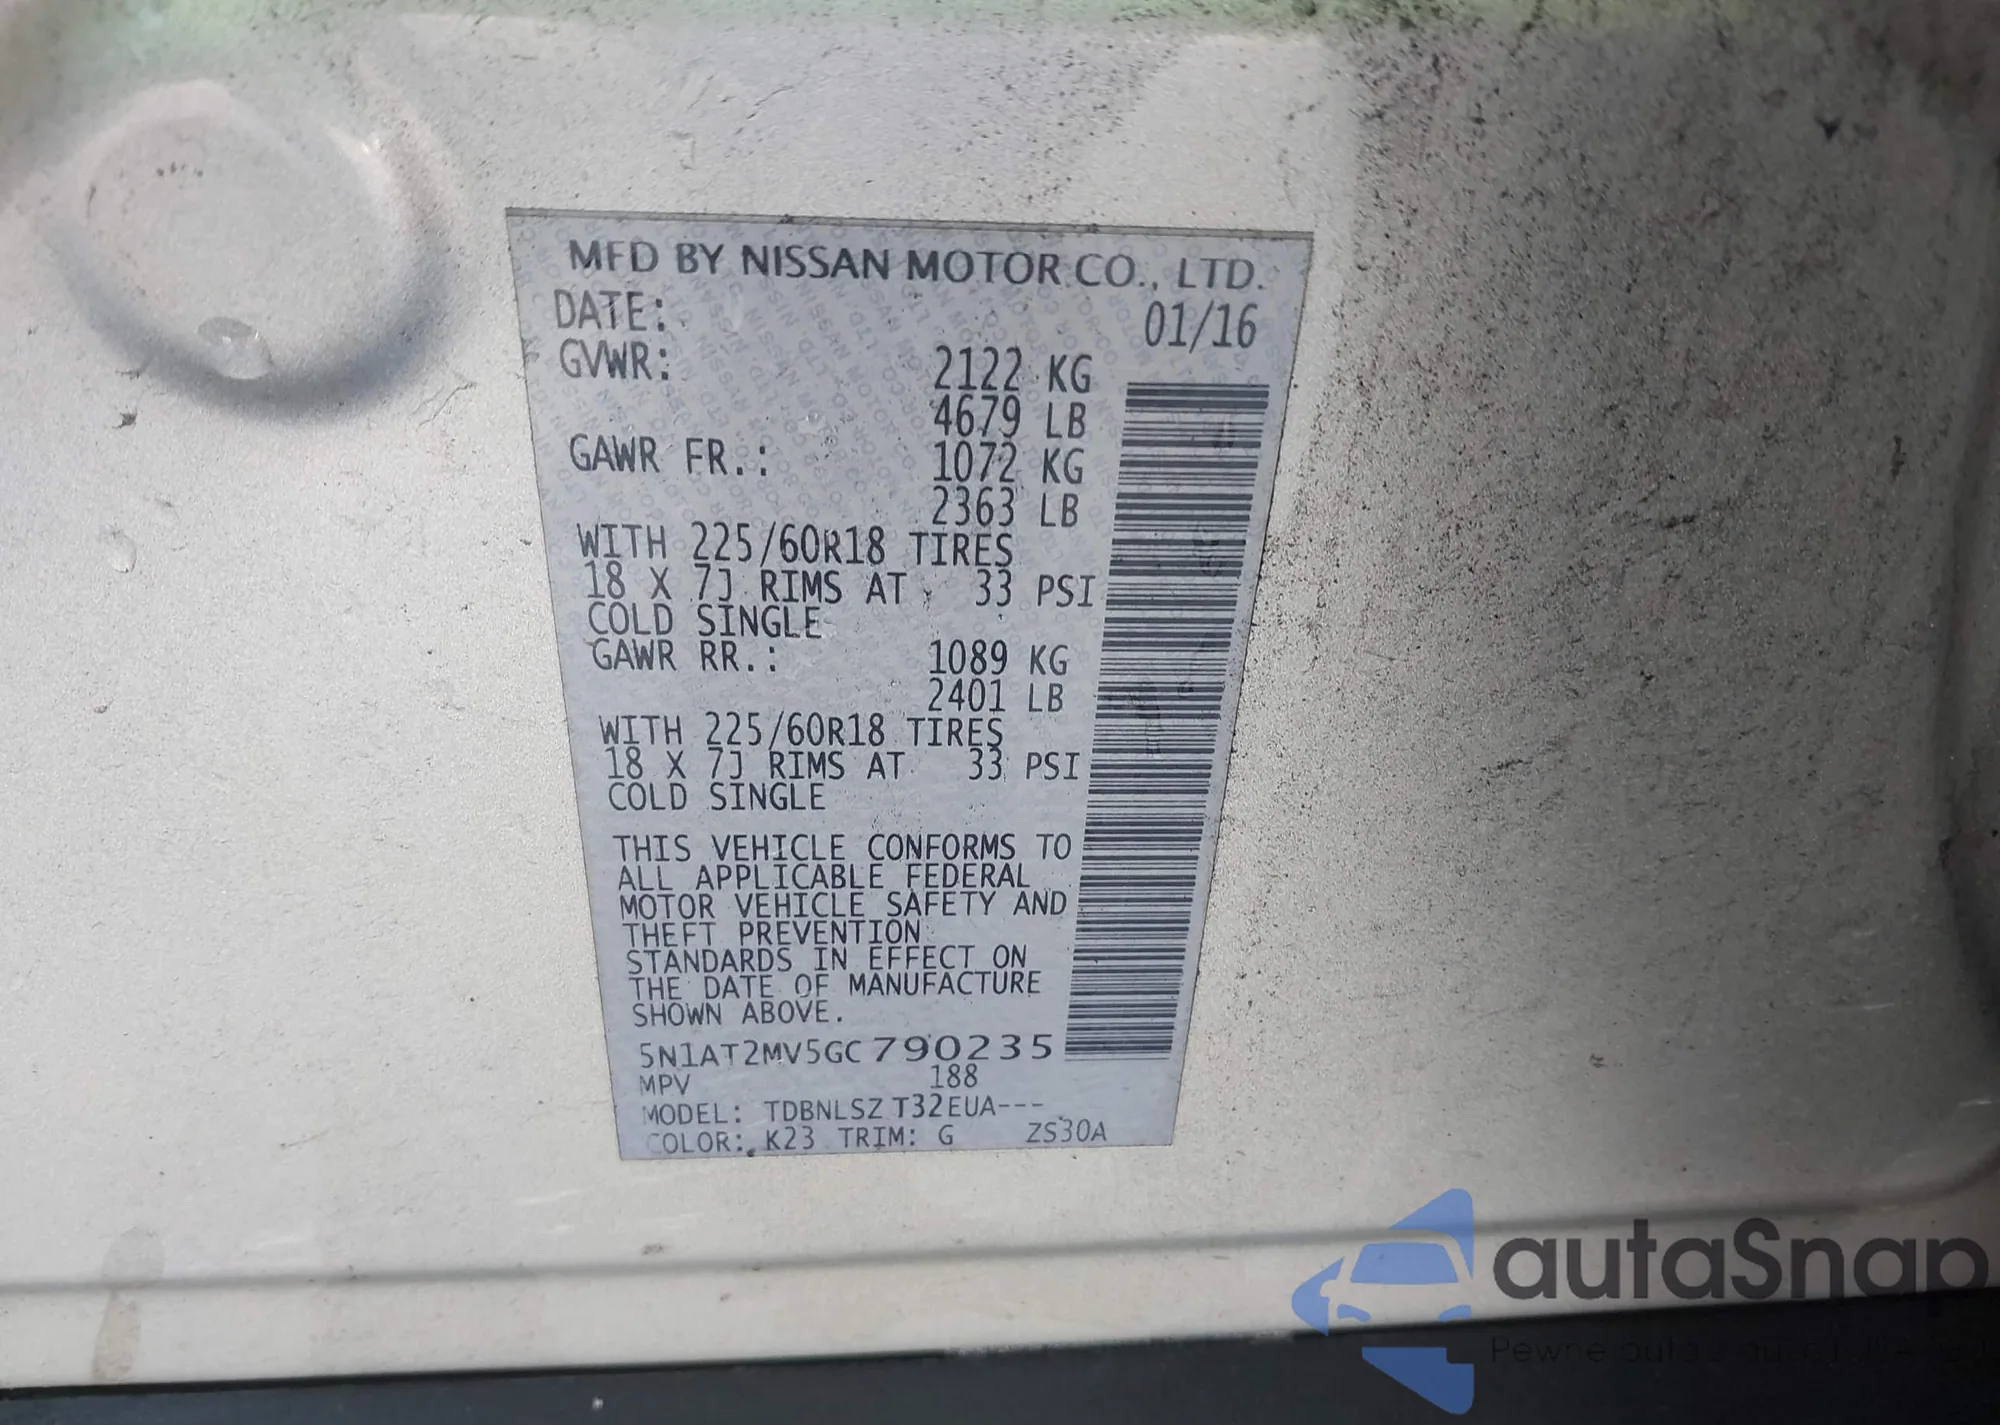 MFD BY NISSAN MOTOR CO., LTD.
DATE: 01/16
GVWR: 2122 KG
4679 LB
GAWR FR.: 1072 KG
2363 LB
WITH 225/60R18 TIRES
18 X 7J RIMS AT 33 PSI
COLD SINGLE
GAWR RR.: 1089 KG
2401 LB
WITH 225/60R18 TIRES
18 X 7J RIMS AT 33 PSI
COLD SINGLE
THIS VEHICLE CONFORMS TO
ALL APPLICABLE FEDERAL
MOTOR VEHICLE SAFETY AND
THEFT PREVENTION
STANDARDS IN EFFECT ON
THE DATE OF MANUFACTURE
SHOWN ABOVE.
5N1AT2MV5GC790235
MPV 188
MODEL: TDBNLSZ T32EUA---
COLOR: K23 TRIM: G ZS30A
autaSnap
Pewne auta